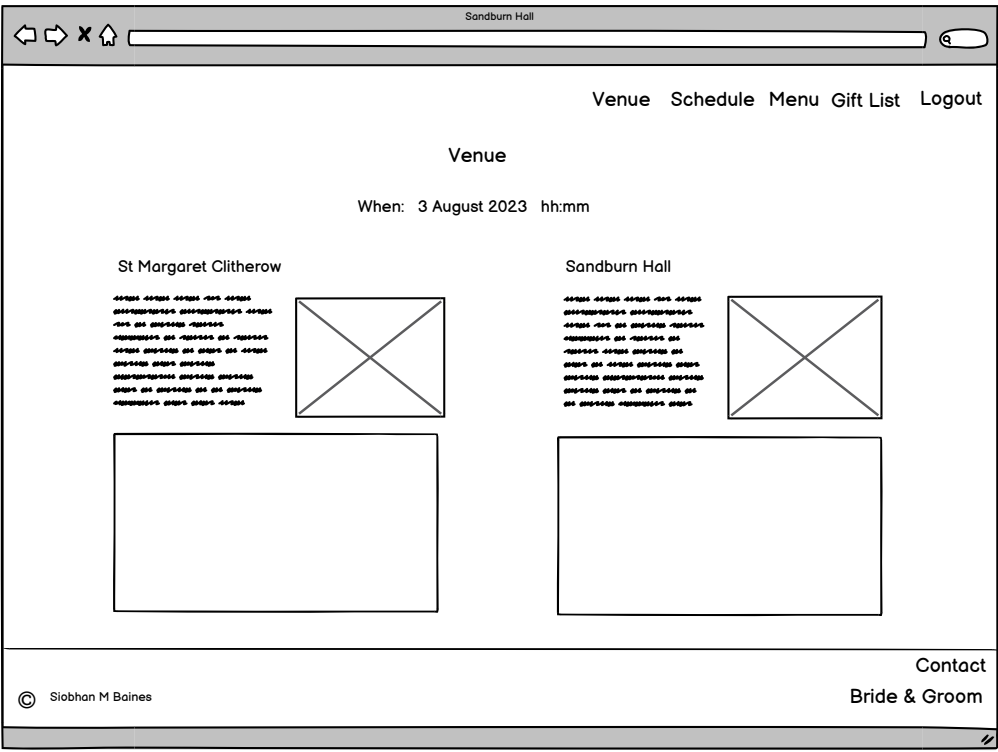 Sandburn Hall
Venue Schedule Menu Gift List Logout
Venue
When: 3 August 2023 hh:mm
St Margaret Clitherow
Sandburn Hall
Contact
© Siobhan M Baines
Bride & Groom